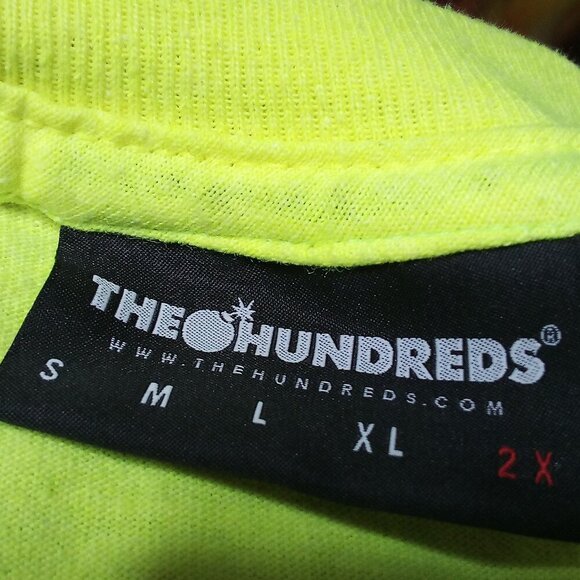 THE HUNDREDS®
WWW.THEHUNDREDS.COM
S M L XL 2X